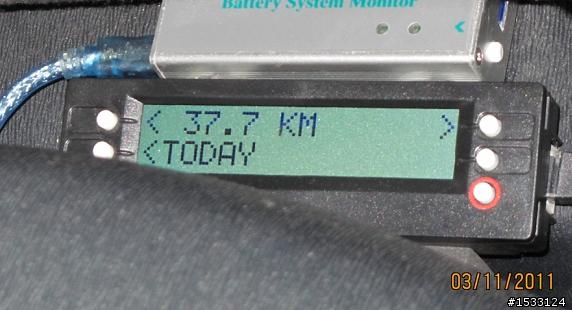 Battery System Monitor
< 37.7 KM >
<TODAY
03/11/2011
#1533124